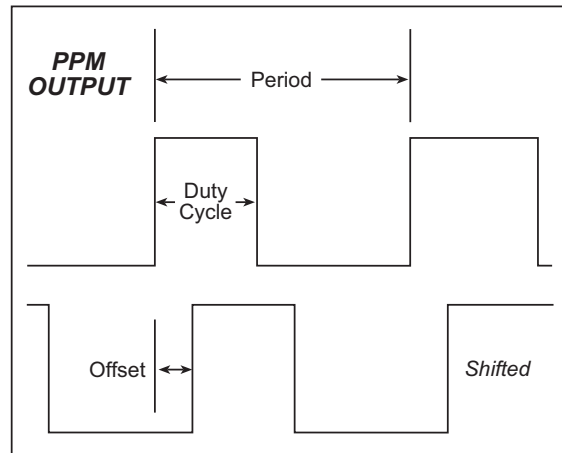 PPM
OUTPUT
Period
Duty
Cycle
Offset
Shifted